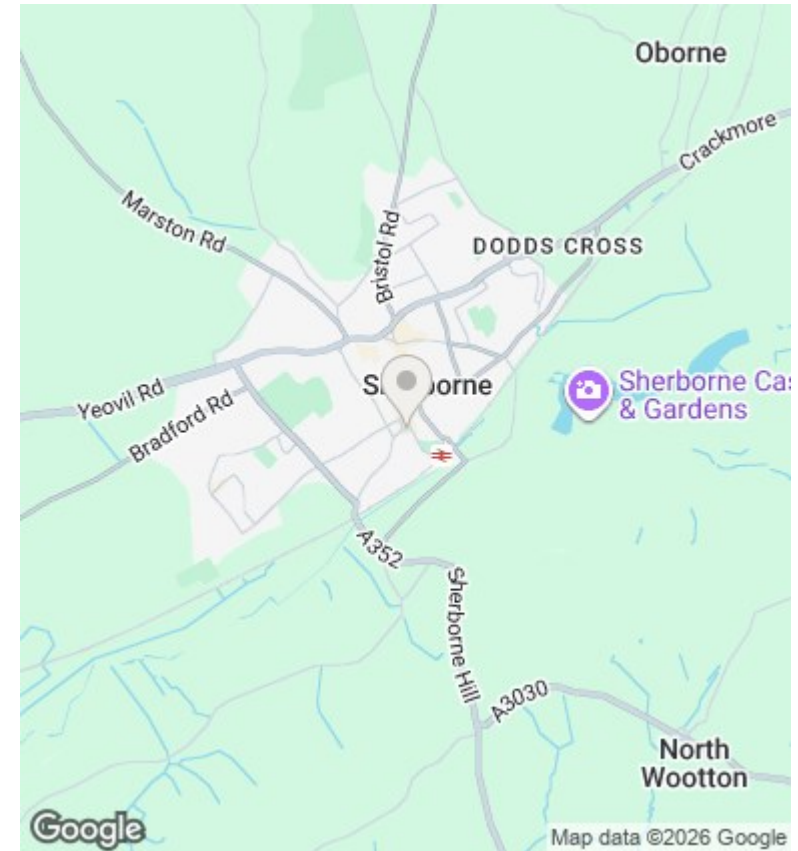 Oborne
Crackmore
Marston Rd
Bristol Rd
DODDS CROSS
Sherborne Cas
& Gardens
Yeovil Rd
Bradford Rd
A352
Sherborne Hill
A3030
North
Wootton
Google
Map data ©2026 Google